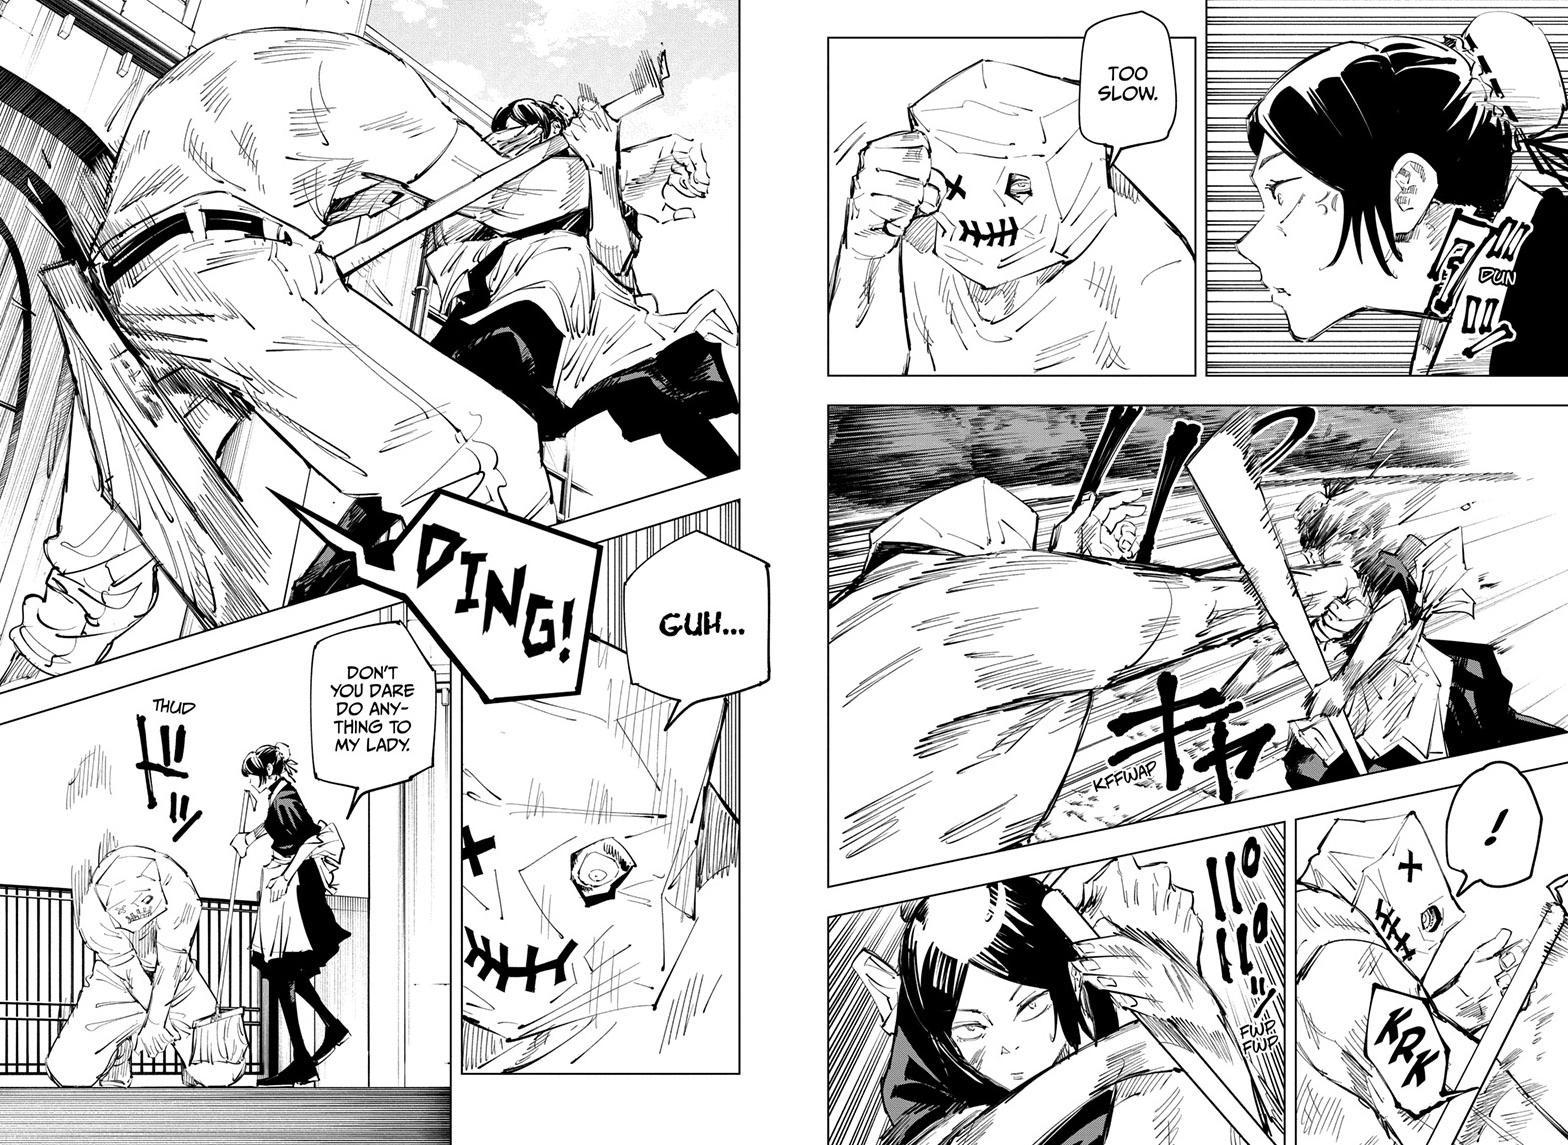 DUN
TOO
SLOW.
KFFWAP
!
KRK
FWP
FWP
DING!
GUH...
DON'T
YOU DARE
DO ANY-
THING TO
MY LADY.
THUD